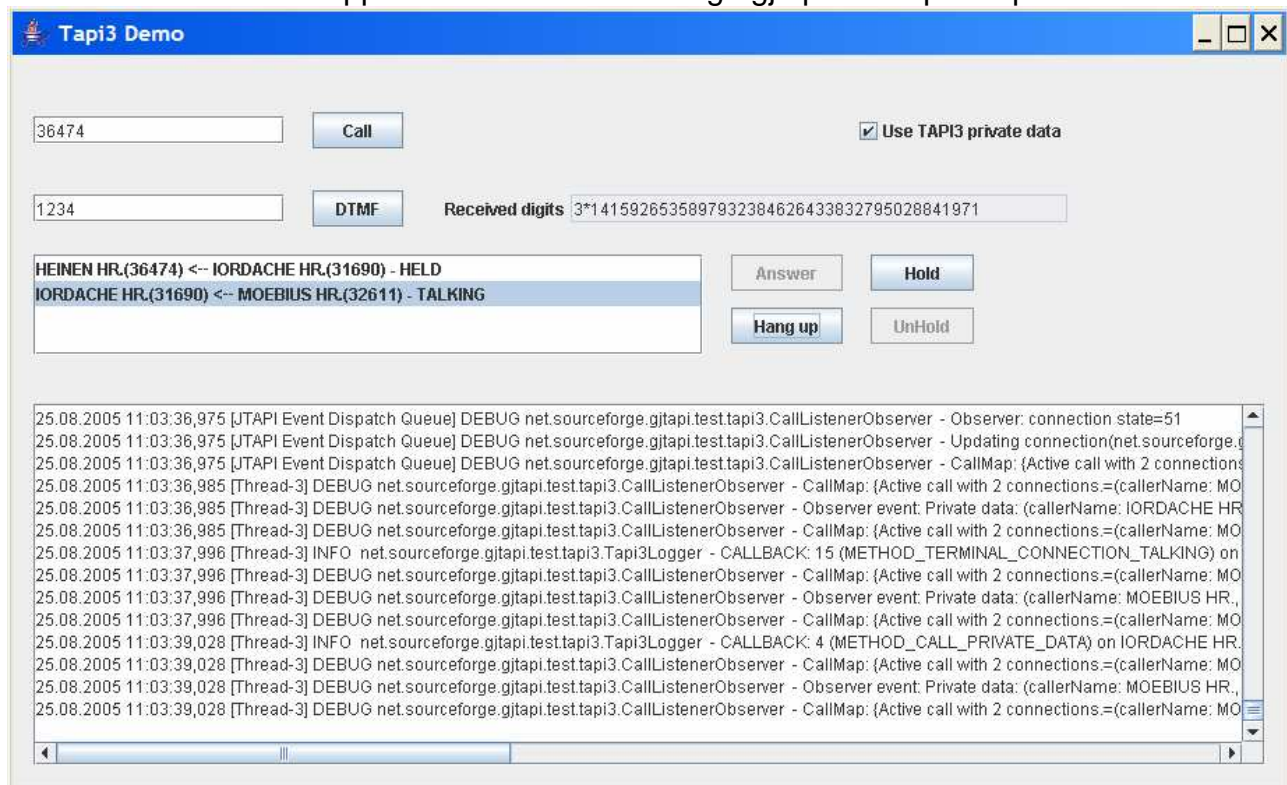 Tapi3 Demo
36474 Call Use TAPI3 private data
1234 DTMF Received digits 3*14159265358979323846264338327950288419​71
HEINEN HR.(36474) <-- IORDACHE HR.(31690) - HELD
IORDACHE HR.(31690) <-- MOEBIUS HR.(32611) - TALKING
Answer Hold
Hang up UnHold
25.08.2005 11:03:36,975 [JTAPI Event Dispatch Queue] DEBUG net.sourceforge.gjtapi.test.tapi3.CallListenerObserver - Observer: connection state=51
25.08.2005 11:03:36,975 [JTAPI Event Dispatch Queue] DEBUG net.sourceforge.gjtapi.test.tapi3.CallListenerObserver - Updating connection(net.sourceforge.g
25.08.2005 11:03:36,975 [JTAPI Event Dispatch Queue] DEBUG net.sourceforge.gjtapi.test.tapi3.CallListenerObserver - CallMap: {Active call with 2 connections
25.08.2005 11:03:36,985 [Thread-3] DEBUG net.sourceforge.gjtapi.test.tapi3.CallListenerObserver - CallMap: {Active call with 2 connections.=(callerName: MO
25.08.2005 11:03:36,985 [Thread-3] DEBUG net.sourceforge.gjtapi.test.tapi3.CallListenerObserver - Observer event: Private data: (callerName: IORDACHE HR
25.08.2005 11:03:36,985 [Thread-3] DEBUG net.sourceforge.gjtapi.test.tapi3.CallListenerObserver - CallMap: {Active call with 2 connections.=(callerName: MO
25.08.2005 11:03:37,996 [Thread-3] INFO net.sourceforge.gjtapi.test.tapi3.Tapi3Logger - CALLBACK: 15 (METHOD_TERMINAL_CONNECTION_TALKING) on
25.08.2005 11:03:37,996 [Thread-3] DEBUG net.sourceforge.gjtapi.test.tapi3.CallListenerObserver - CallMap: {Active call with 2 connections.=(callerName: MO
25.08.2005 11:03:37,996 [Thread-3] DEBUG net.sourceforge.gjtapi.test.tapi3.CallListenerObserver - Observer event: Private data: (callerName: MOEBIUS HR.,
25.08.2005 11:03:37,996 [Thread-3] DEBUG net.sourceforge.gjtapi.test.tapi3.CallListenerObserver - CallMap: {Active call with 2 connections.=(callerName: MO
25.08.2005 11:03:39,028 [Thread-3] INFO net.sourceforge.gjtapi.test.tapi3.Tapi3Logger - CALLBACK: 4 (METHOD_CALL_PRIVATE_DATA) on IORDACHE HR.
25.08.2005 11:03:39,028 [Thread-3] DEBUG net.sourceforge.gjtapi.test.tapi3.CallListenerObserver - CallMap: {Active call with 2 connections.=(callerName: MO
25.08.2005 11:03:39,028 [Thread-3] DEBUG net.sourceforge.gjtapi.test.tapi3.CallListenerObserver - Observer event: Private data: (callerName: MOEBIUS HR.,
25.08.2005 11:03:39,028 [Thread-3] DEBUG net.sourceforge.gjtapi.test.tapi3.CallListenerObserver - CallMap: {Active call with 2 connections.=(callerName: MO